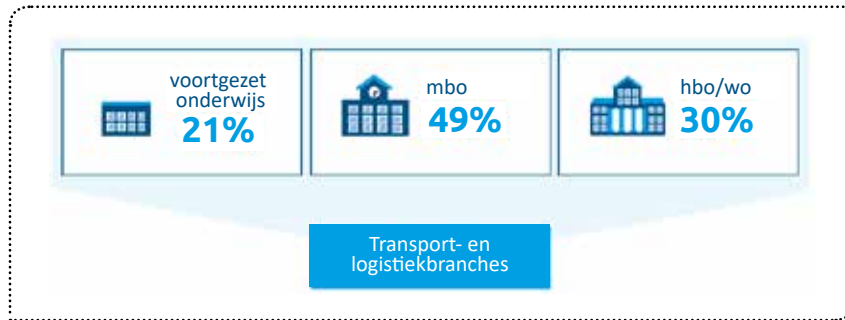 voortgezet
onderwijs
21%
mbo
49%
hbo/wo
30%
Transport- en
logistiekbranches